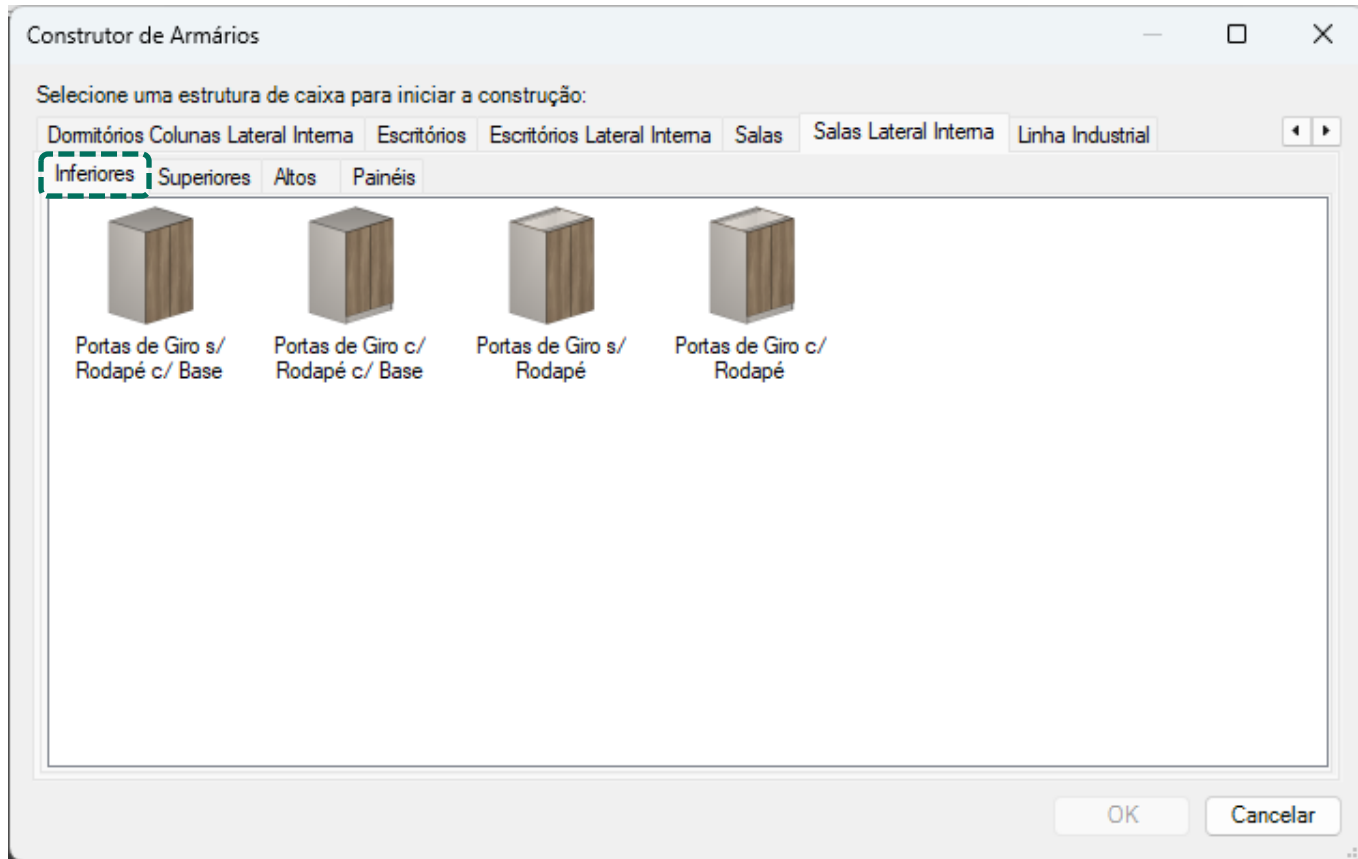 Construtor de Armários
Selecione uma estrutura de caixa para iniciar a construção:
Dormitórios Colunas Lateral Interna Escritórios Escritórios Lateral Interna Salas Salas Lateral Interna Linha Industrial
Inferiores Superiores Altos Painéis
Portas de Giro s/
Rodapé c/ Base
Portas de Giro c/
Rodapé c/ Base
Portas de Giro s/
Rodapé
Portas de Giro c/
Rodapé
OK Cancelar